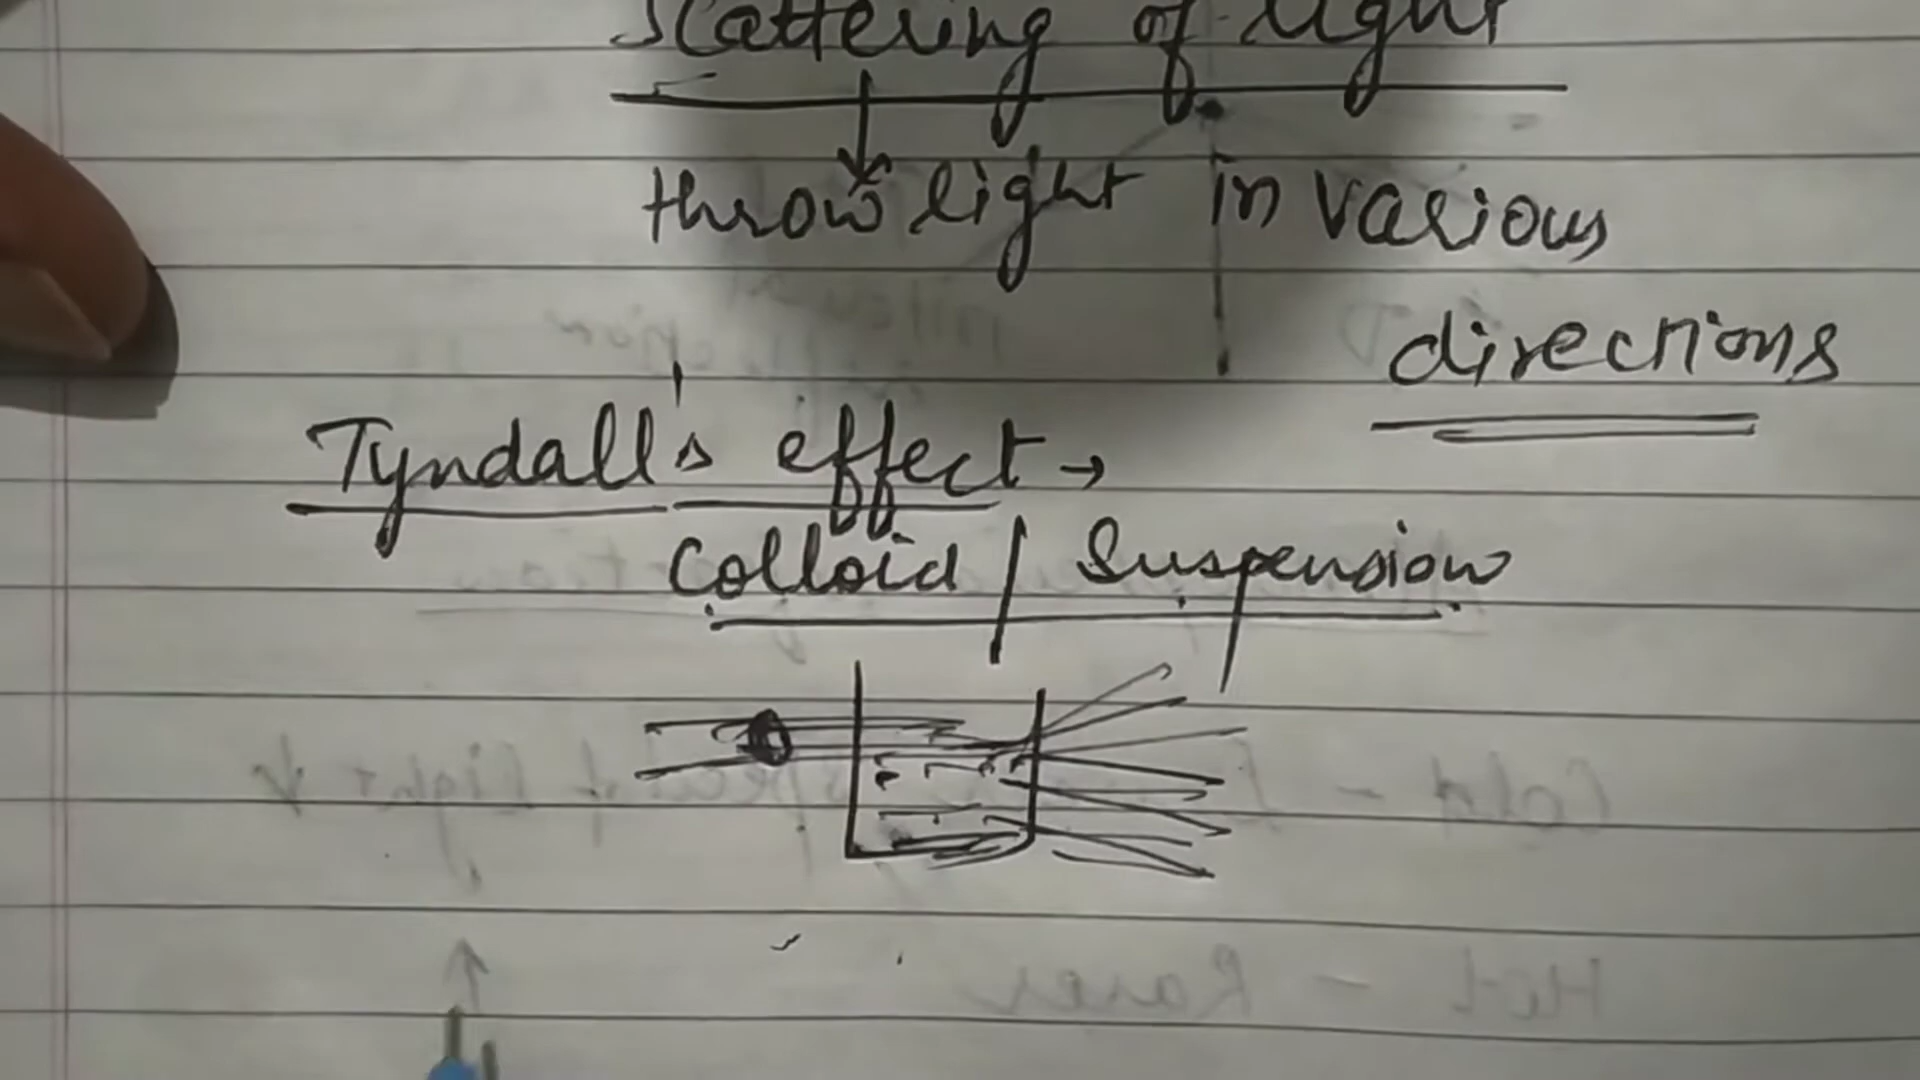 Scattering of light
throw light in various
directions
Tyndall's effect →
Colloid / Suspension